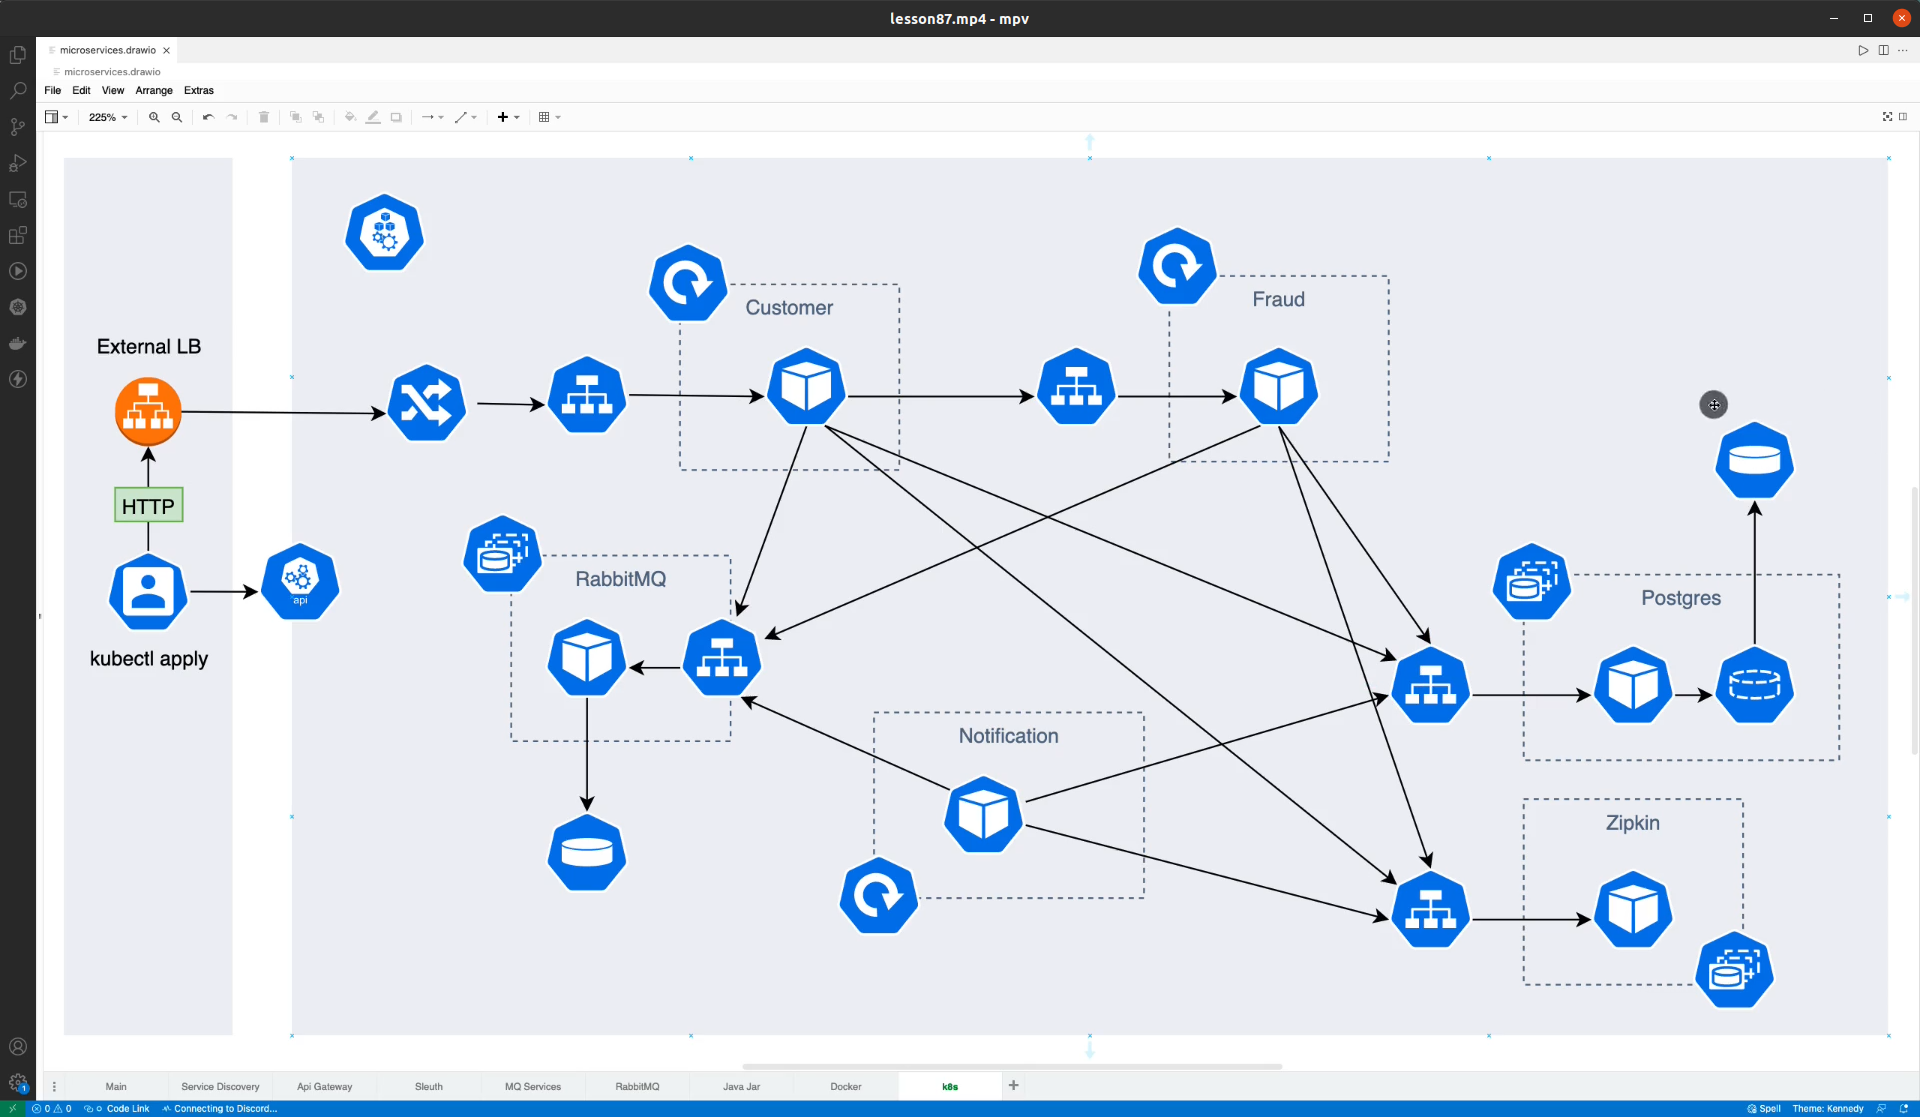 lesson87.mp4 - mpv
microservices.drawio
microservices.drawio
File Edit View Arrange Extras
225%
Customer
Fraud
External LB
HTTP
api
kubectl apply
RabbitMQ
Postgres
Notification
Zipkin
Main Service Discovery Api Gateway Sleuth MQ Services RabbitMQ Java Jar Docker k8s
1
0 0 0 Code Link Connecting to Discord... Spell Theme: Kennedy